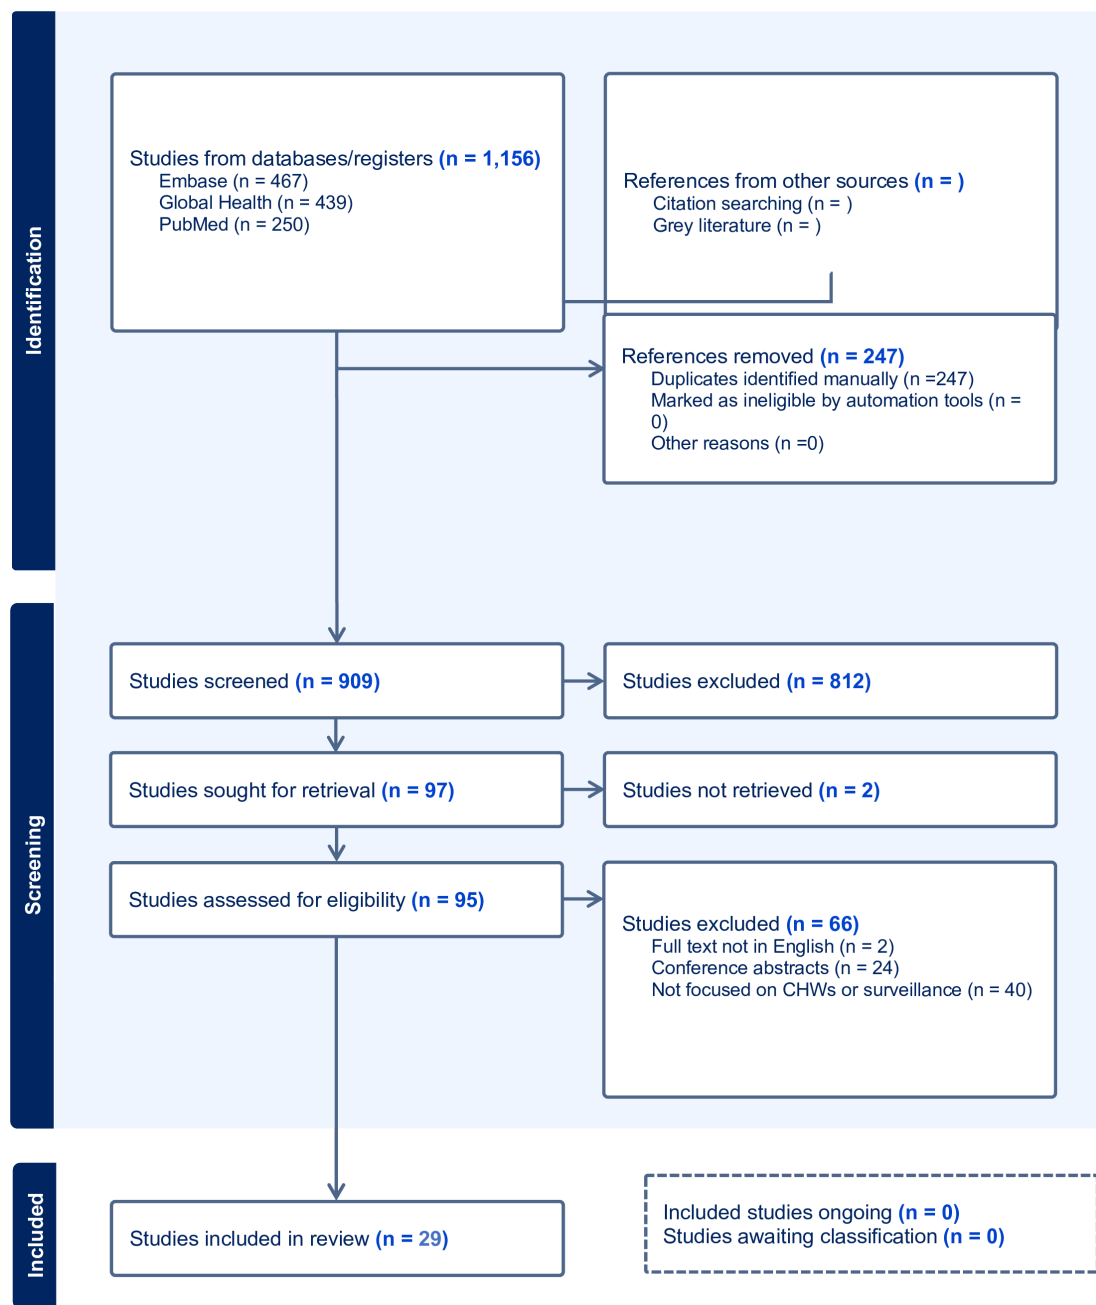 Identification
Studies from databases/registers (n = 1,156)
Embase (n = 467)
Global Health (n = 439)
PubMed (n = 250)
References from other sources (n = )
Citation searching (n = )
Grey literature (n = )
References removed (n = 247)
Duplicates identified manually (n =247)
Marked as ineligible by automation tools (n =
0)
Other reasons (n =0)
Screening
Studies screened (n = 909)
Studies excluded (n = 812)
Studies sought for retrieval (n = 97)
Studies not retrieved (n = 2)
Studies assessed for eligibility (n = 95)
Studies excluded (n = 66)
Full text not in English (n = 2)
Conference abstracts (n = 24)
Not focused on CHWs or surveillance (n = 40)
Included
Studies included in review (n = 29)
Included studies ongoing (n = 0)
Studies awaiting classification (n = 0)